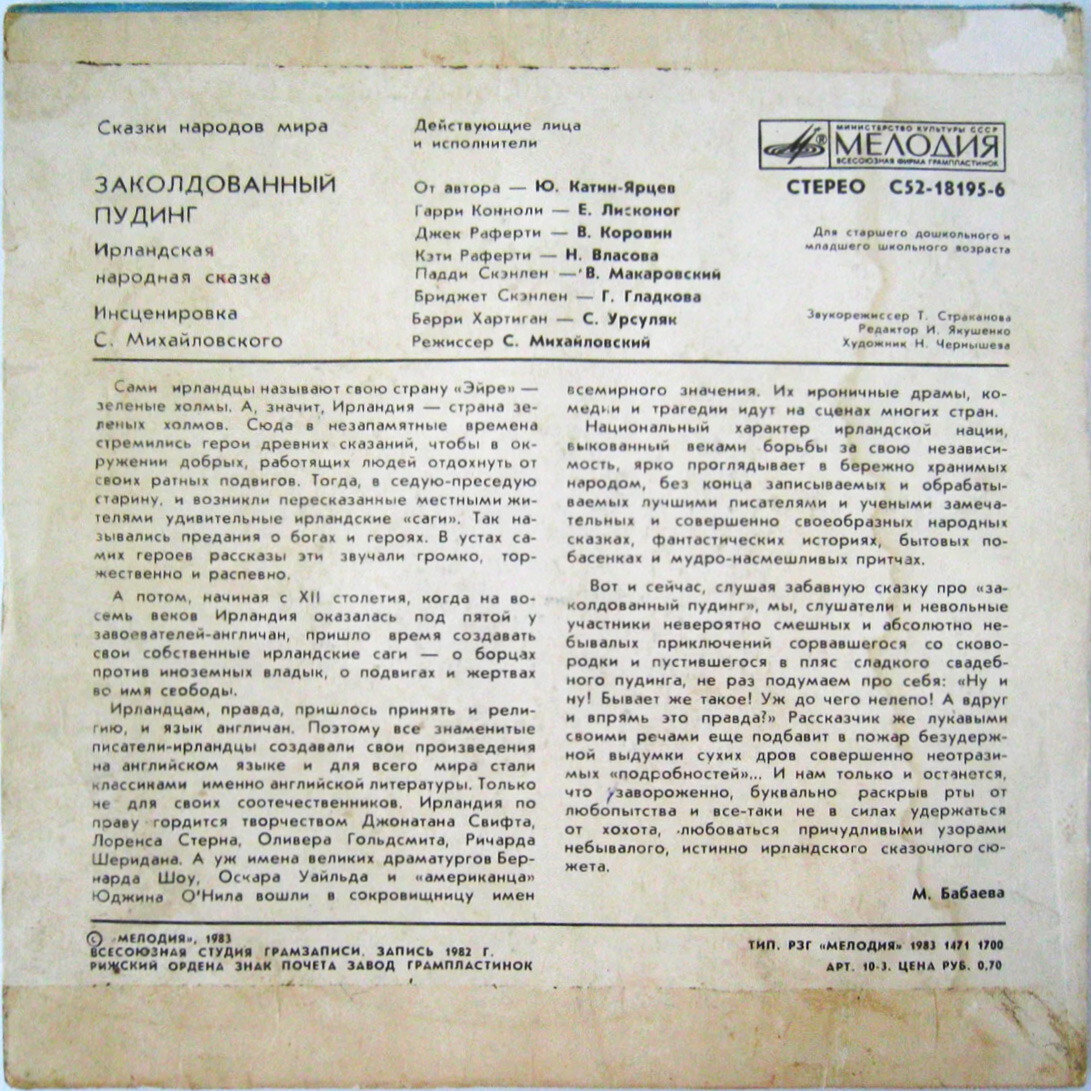 Сказки народов мира
ЗАКОЛДОВАННЫЙ
ПУДИНГ
Ирландская
народная сказка
Инсценировка
С. Михайловского
Действующие лица
и исполнители
От автора — Ю. Катин-Ярцев
Гарри Конноли — Е. Лисконог
Джек Раферти — В. Коровин
Кэти Раферти — Н. Власова
Падди Скэнлен — В. Макаровский
Бриджет Скэнлен — Г. Гладкова
Барри Хартиган — С. Урсуляк
Режиссер С. Михайловский
МИНИСТЕРСТВО КУЛЬТУРЫ СССР
® МЕЛОДИЯ
ВСЕСОЮЗНАЯ ФИРМА ГРАМПЛАСТИНОК
СТЕРЕО С52-18195-6
Для старшего дошкольного и
младшего школьного возраста
Звукорежиссер Т. Страканова
Редактор И. Якушенко
Художник Н. Чернышева
Сами ирландцы называют свою страну «Эйре» —
зеленые холмы. А, значит, Ирландия — страна зе-
леных холмов. Сюда в незапамятные времена
стремились герои древних сказаний, чтобы в ок-
ружении добрых, работящих людей отдохнуть от
своих ратных подвигов. Тогда, в седую-преседую
старину, и возникли пересказанные местными жи-
телями удивительные ирландские «саги». Так на-
зывались предания о богах и героях. В устах са-
мих героев рассказы эти звучали громко, тор-
жественно и распевно.
А потом, начиная с XII столетия, когда на во-
семь веков Ирландия оказалась под пятой у
завоевателей-англичан, пришло время создавать
свои собственные ирландские саги — о борцах
против иноземных владык, о подвигах и жертвах
во имя свободы.
Ирландцам, правда, пришлось принять и рели-
гию, и язык англичан. Поэтому все знаменитые
писатели-ирландцы создавали свои произведения
на английском языке и для всего мира стали
классиками именно английской литературы. Только
не для своих соотечественников. Ирландия по
праву гордится творчеством Джонатана Свифта,
Лоренса Стерна, Оливера Гольдсмита, Ричарда
Шеридана. А уж имена великих драматургов Бер-
нарда Шоу, Оскара Уайльда и «американца»
Юджина О'Нила вошли в сокровищницу имен
всемирного значения. Их ироничные драмы, ко-
медии и трагедии идут на сценах многих стран.
Национальный характер ирландской нации,
выкованный веками борьбы за свою независи-
мость, ярко проглядывает в бережно хранимых
народом, без конца записываемых и обрабаты-
ваемых лучшими писателями и учеными замеча-
тельных и совершенно своеобразных народных
сказках, фантастических историях, бытовых по-
басенках и мудро-насмешливых притчах.
Вот и сейчас, слушая забавную сказку про «за-
колдованный пудинг», мы, слушатели и невольные
участники невероятно смешных и абсолютно не-
бывалых приключений сорвавшегося со сково-
родки и пустившегося в пляс сладкого свадеб-
ного пудинга, не раз подумаем про себя: «Ну и
ну! Бывает же такое! Уж до чего нелепо! А вдруг
и впрямь это правда?» Рассказчик же лукавыми
своими речами еще подбавит в пожар безудерж-
ной выдумки сухих дров совершенно неотрази-
мых «подробностей»... И нам только и останется,
что завороженно, буквально раскрыв рты от
любопытства и все-таки не в силах удержаться
от хохота, любоваться причудливыми узорами
небывалого, истинно ирландского сказочного сю-
жета.
М. Бабаева
© «МЕЛОДИЯ», 1983
ВСЕСОЮЗНАЯ СТУДИЯ ГРАМЗАПИСИ. ЗАПИСЬ 1982 Г.
РИЖСКИЙ ОРДЕНА ЗНАК ПОЧЕТА ЗАВОД ГРАМПЛАСТИНОК
ТИП. РЗГ «МЕЛОДИЯ» 1983 1471 1700
АРТ. 10-3. ЦЕНА РУБ. 0,70